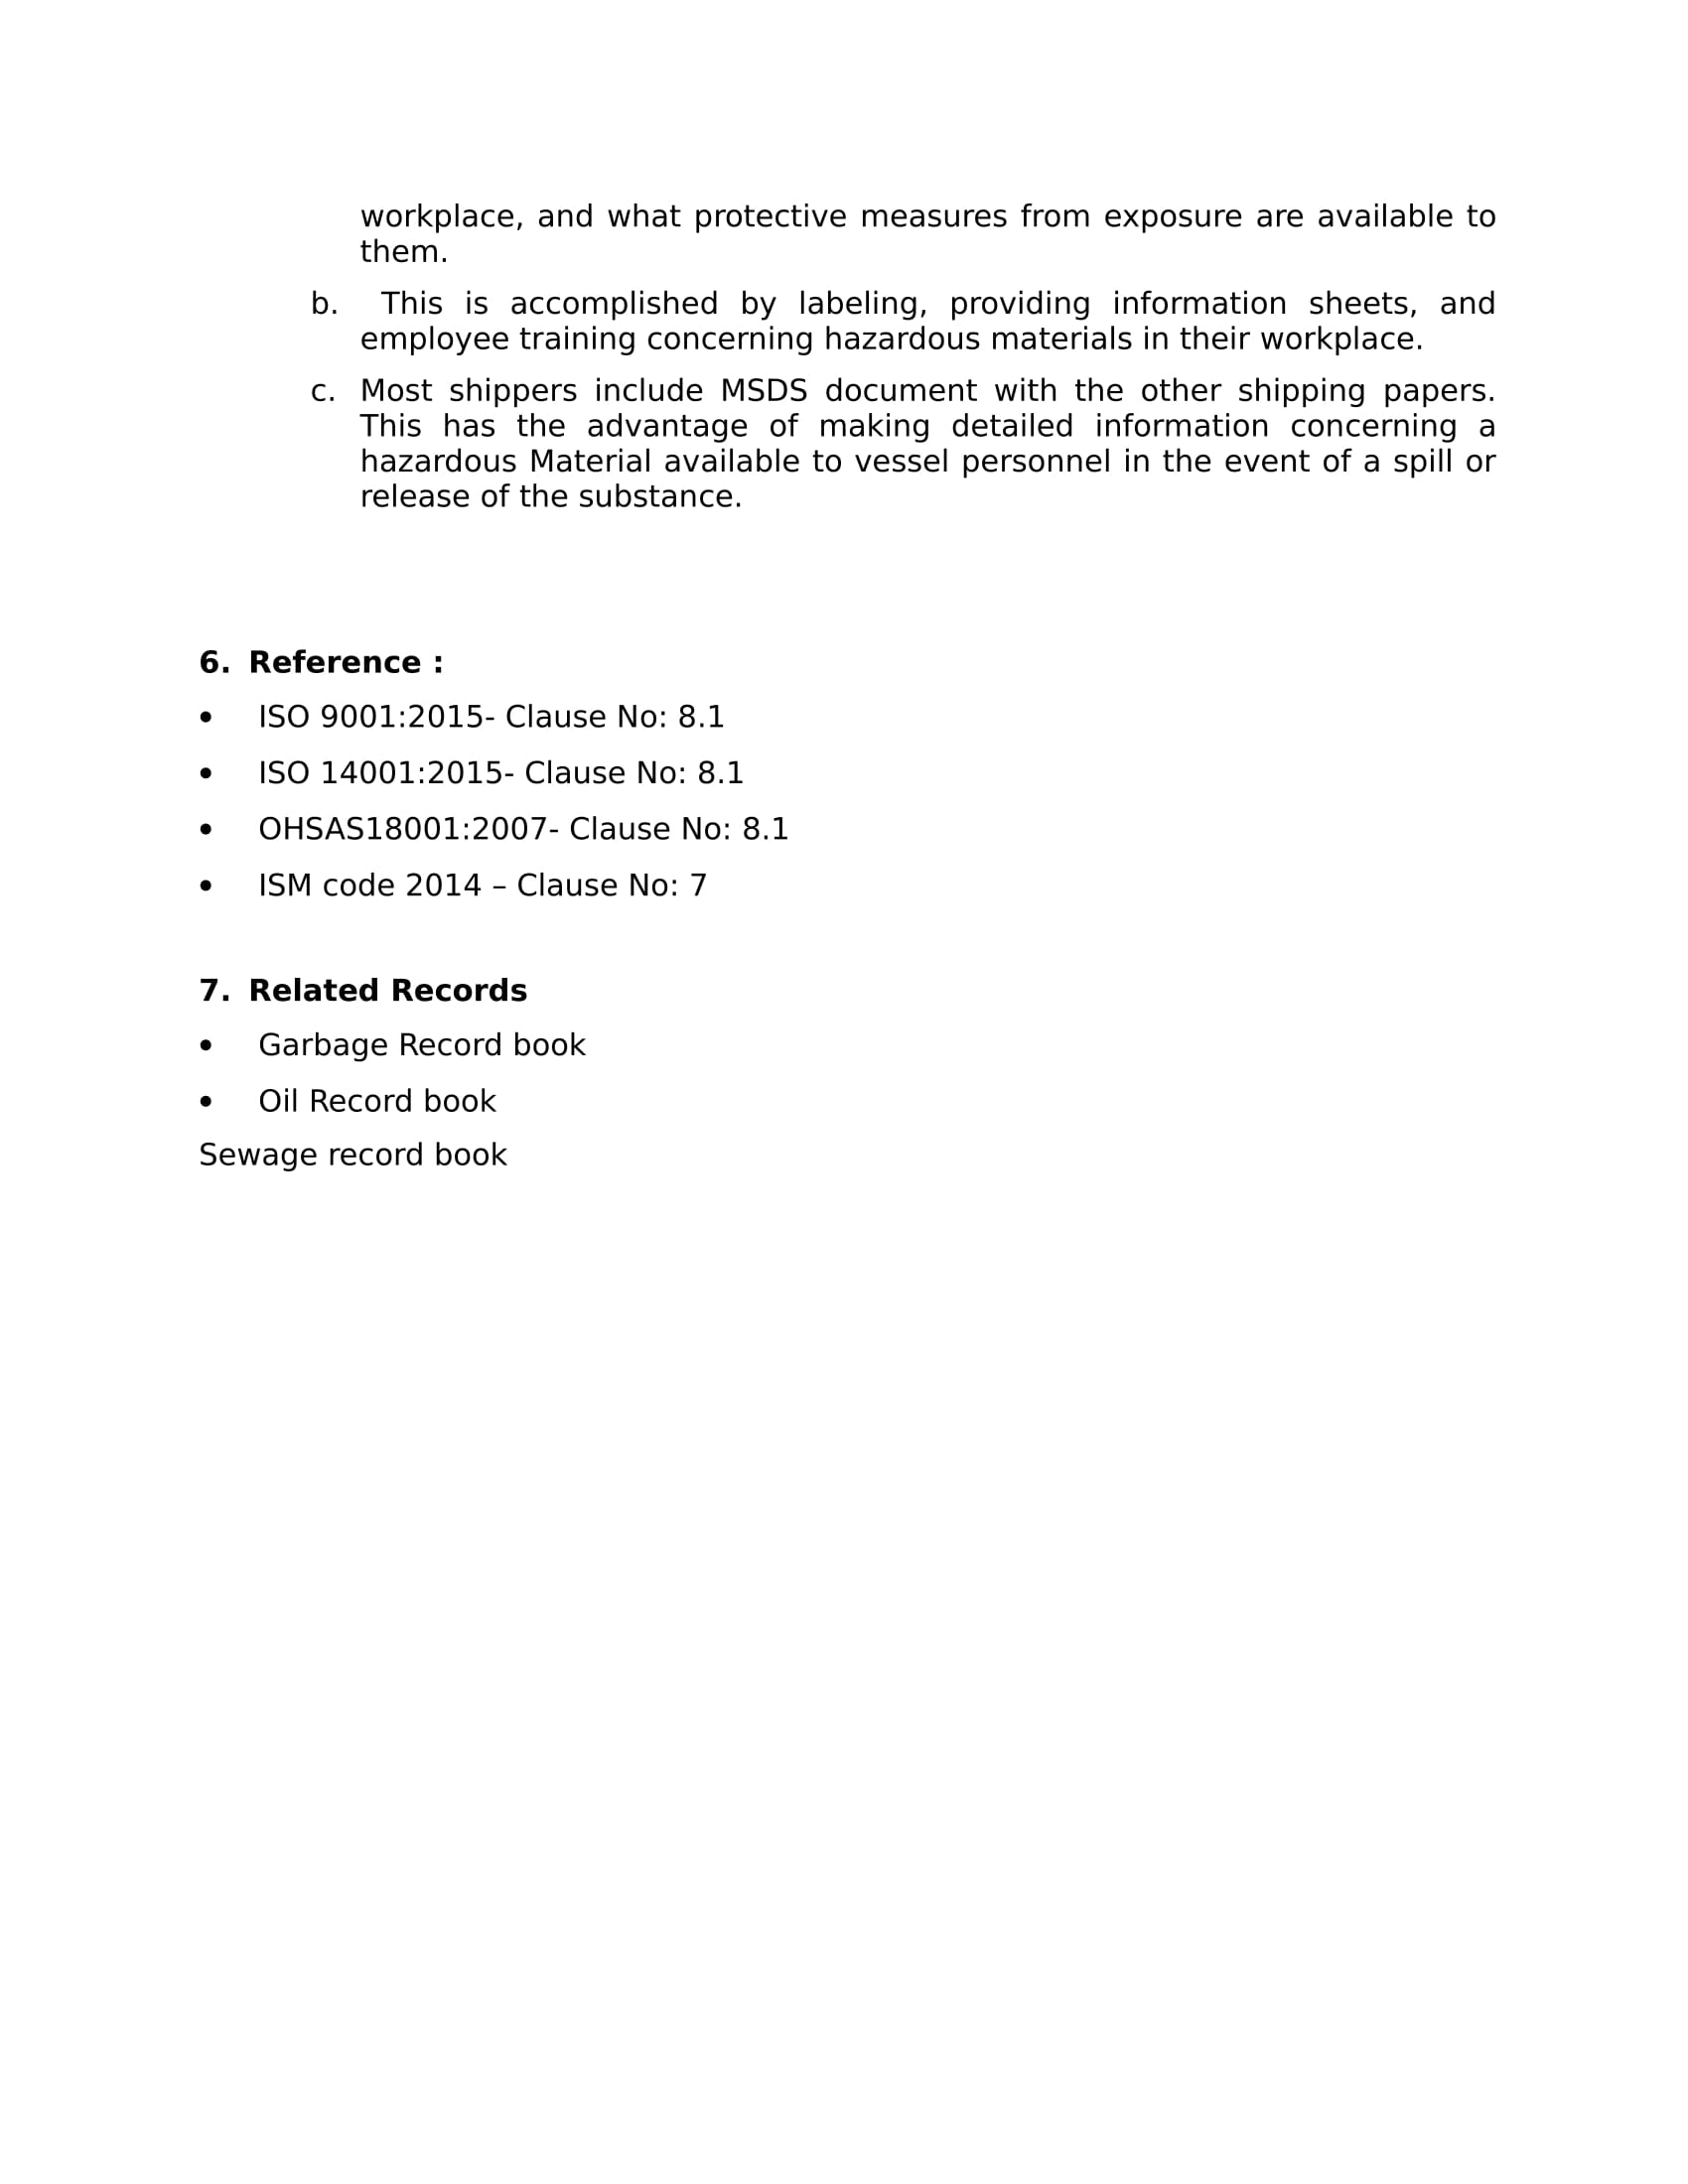 workplace, and what protective measures from exposure are available to
them.
b. This is accomplished by labeling, providing information sheets, and
employee training concerning hazardous materials in their workplace.
c. Most shippers include MSDS document with the other shipping papers.
This has the advantage of making detailed information concerning a
hazardous Material available to vessel personnel in the event of a spill or
release of the substance.
6. Reference :
• ISO 9001:2015- Clause No: 8.1
• ISO 14001:2015- Clause No: 8.1
• OHSAS18001:2007- Clause No: 8.1
• ISM code 2014 – Clause No: 7
7. Related Records
• Garbage Record book
• Oil Record book
Sewage record book